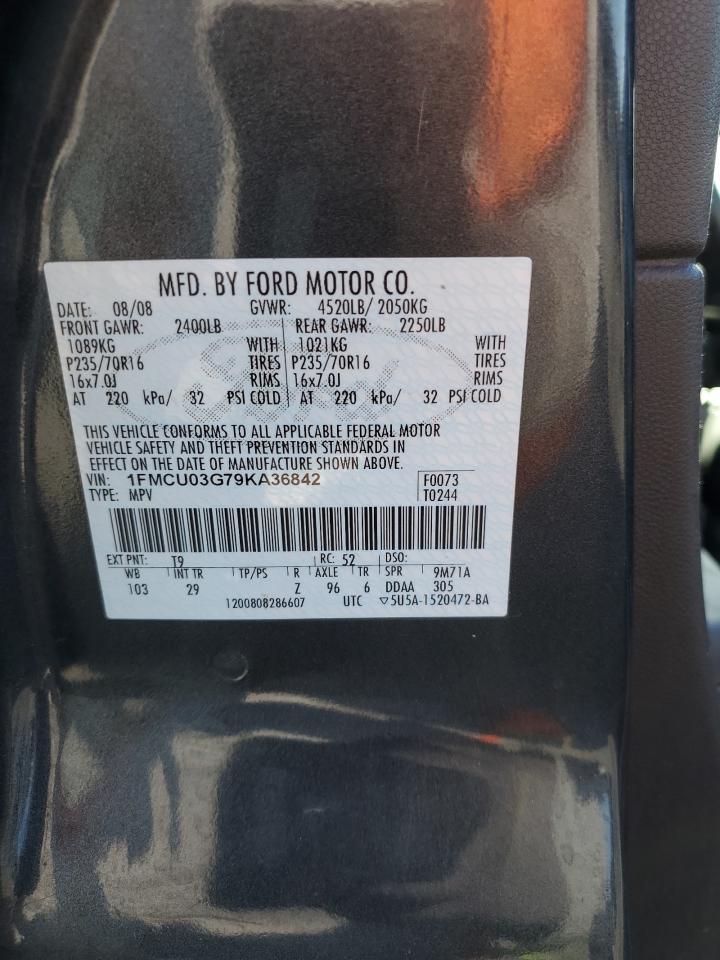 MFD. BY FORD MOTOR CO.
DATE: 08/08 GVWR: 4520LB/ 2050KG
FRONT GAWR: 2400LB REAR GAWR: 2250LB
1089KG WITH 1021KG WITH
P235/70R16 TIRES P235/70R16 TIRES
16x7.0J RIMS 16x7.0J RIMS
AT 220 kPa/ 32 PSI COLD AT 220 kPa/ 32 PSI COLD
THIS VEHICLE CONFORMS TO ALL APPLICABLE FEDERAL MOTOR
VEHICLE SAFETY AND THEFT PREVENTION STANDARDS IN
EFFECT ON THE DATE OF MANUFACTURE SHOWN ABOVE.
VIN: 1FMCU03G79KA36842 F0073
TYPE: MPV T0244
EXT PNT: T9 RC: 52 DSO:
WB INT TR TP/PS R AXLE TR SPR 9M71A
103 29 Z 96 6 DDAA 305
1200808286607 UTC ▽5U5A-1520472-BA
Ford